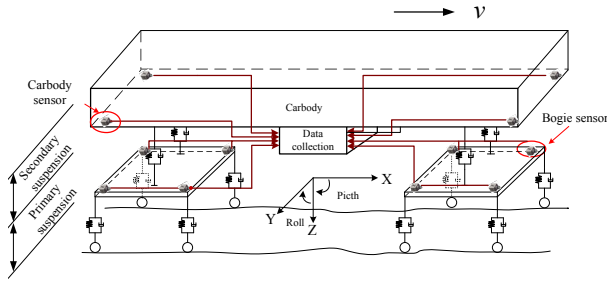 v
Carbody
sensor
Carbody
Bogie sensor
Data
collection
Secondary
suspension
Primary
suspension
X
Picth
Y
Roll
Z